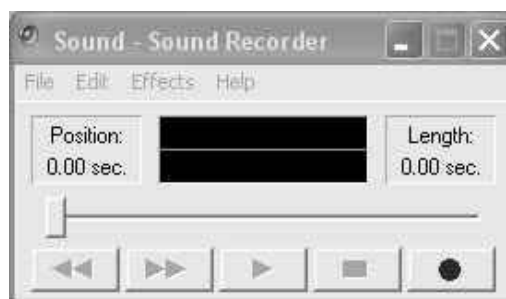 Sound - Sound Recorder
File Edit Effects Help
Position:
0.00 sec.
Length:
0.00 sec.